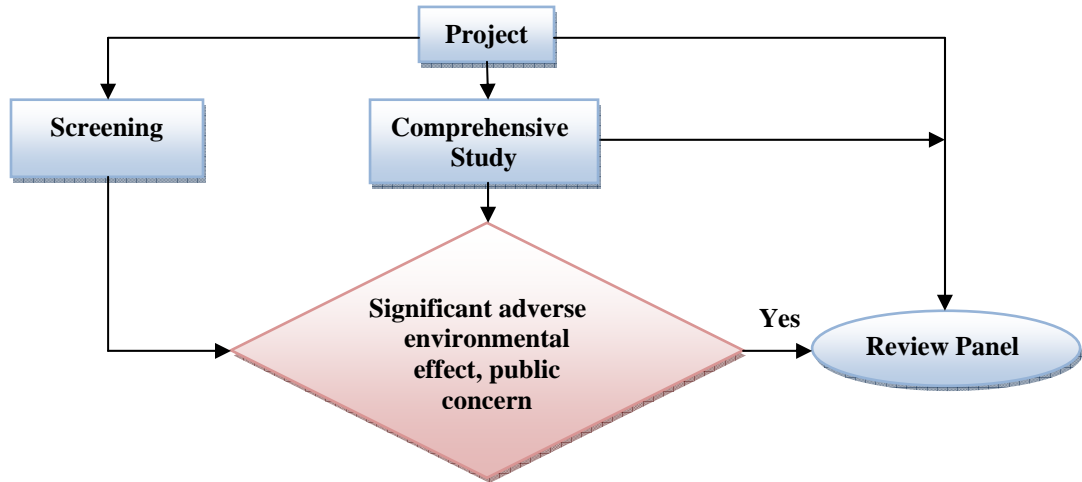 Project
Screening
Comprehensive
Study
Significant adverse
environmental
effect, public
concern
Yes
Review Panel